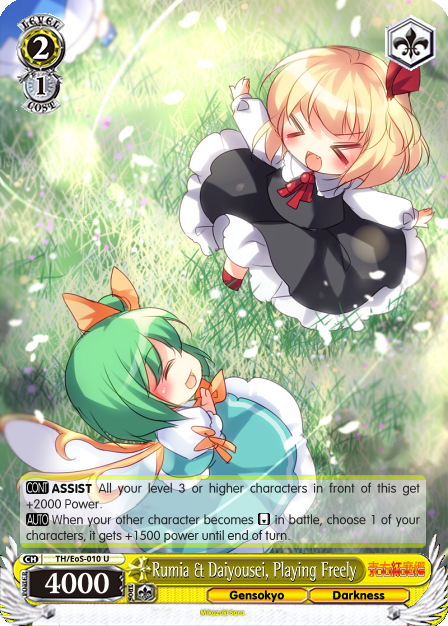 LEVEL
2
1
COST
CONT ASSIST All your level 3 or higher characters in front of this get
+2000 Power.
AUTO When your other character becomes in battle, choose 1 of your
characters, it gets +1500 power until end of turn.
CH TH/EoS-010 U
POWER 4000 SOUL
Rumia & Daiyousei, Playing Freely
Gensokyo Darkness